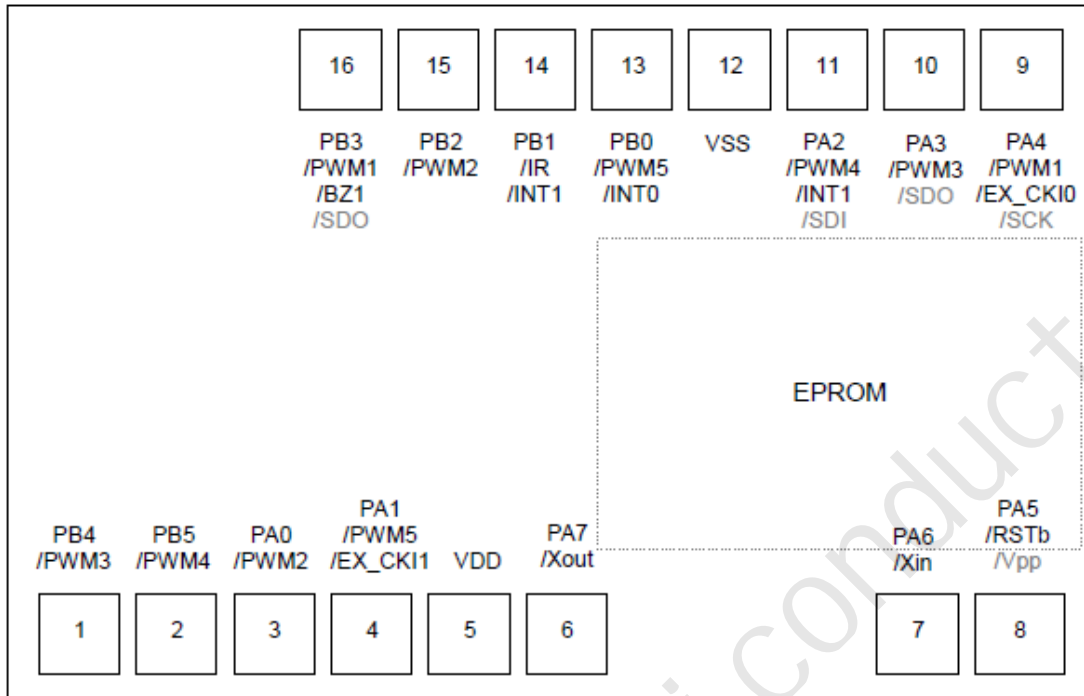 16 15 14 13 12 11 10 9
PB3 PB2 PB1 PB0 VSS PA2 PA3 PA4
/PWM1 /PWM2 /IR /PWM5 /PWM4 /PWM3 /PWM1
/BZ1 /INT1 /INT0 /INT1 /SDO /EX_CKI0
/SDO /SDI /SCK
EPROM
PA1 PA5
PB4 PB5 PA0 /PWM5 PA7 PA6 /RSTb
/PWM3 /PWM4 /PWM2 /EX_CKI1 VDD /Xout /Xin /Vpp
1 2 3 4 5 6 7 8
i conduct